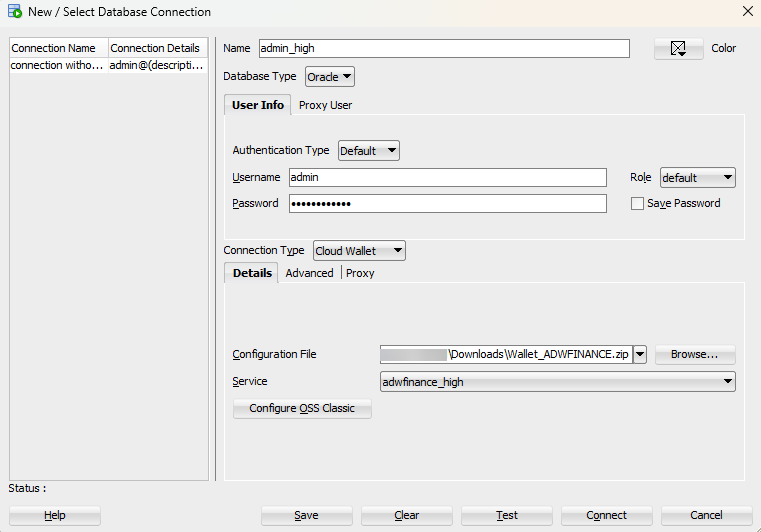 New / Select Database Connection
Connection Name Connection Details
connection witho... admin@(descripti...
Name admin_high Color
Database Type Oracle
User Info Proxy User
Authentication Type Default
Username admin Role default
Password •••••••••••• Save Password
Connection Type Cloud Wallet
Details Advanced Proxy
Configuration File \Downloads\Wallet_ADWFINANCE.zip Browse...
Service adwfinance_high
Configure OSS Classic
Status :
Help Save Clear Test Connect Cancel